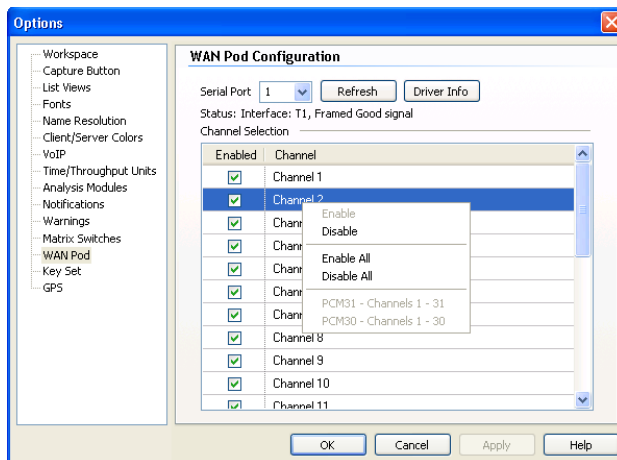 Options
Workspace
Capture Button
List Views
Fonts
Name Resolution
Client/Server Colors
VoIP
Time/Throughput Units
Analysis Modules
Notifications
Warnings
Matrix Switches
WAN Pod
Key Set
GPS
WAN Pod Configuration
Serial Port 1 Refresh Driver Info
Status: Interface: T1, Framed Good signal
Channel Selection
Enabled Channel
Channel 1
Channel 2
Enable
Disable
Enable All
Disable All
PCM31 - Channels 1 - 31
PCM30 - Channels 1 - 30
Channel 8
Channel 9
Channel 10
Channel 11
OK Cancel Apply Help